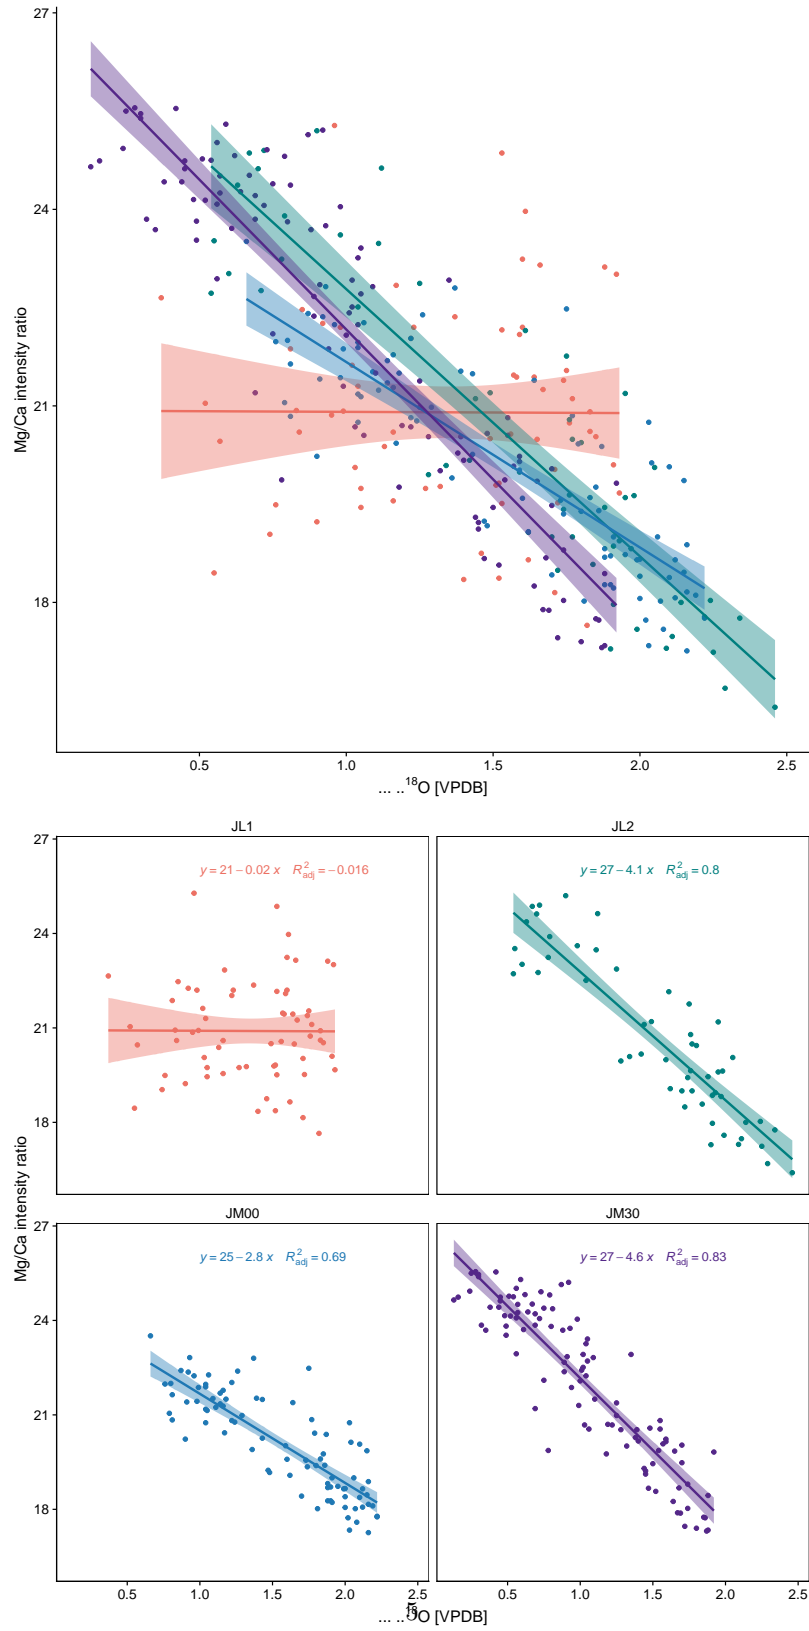 27
24
21
18
Mg/Ca intensity ratio
0.5 1.0 1.5 2.0 2.5
... ..¹⁸O [VPDB]
JL1 JL2
27
24
21
18
y = 21 − 0.02 x R²adj = −0.016
y = 27 − 4.1 x R²adj = 0.8
Mg/Ca intensity ratio
JM00 JM30
27
24
21
18
y = 25 − 2.8 x R²adj = 0.69
y = 27 − 4.6 x R²adj = 0.83
0.5 1.0 1.5 2.0 2.5 0.5 1.0 1.5 2.0 2.5
... ..O [VPDB]